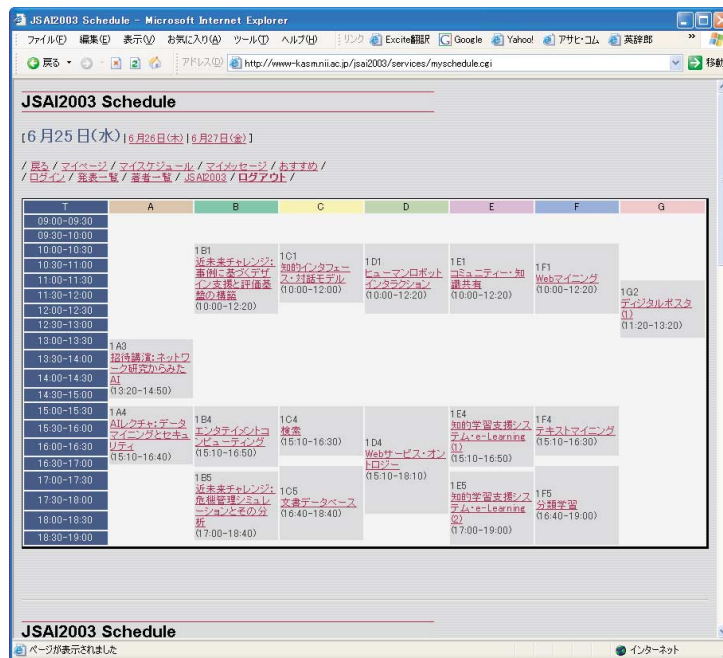 JSAI2003 Schedule - Microsoft Internet Explorer
ファイル(F) 編集(E) 表示(V) お気に入り(A) ツール(T) ヘルプ(H) リンク Excite翻訳 Google Yahoo! アサヒ・コム 英辞郎 »
戻る アドレス(D) http://www-kasm.nii.ac.jp/jsai2003/services/myschedule.cgi 移動
JSAI2003 Schedule
[6月25日(水) | 6月26日(木) | 6月27日(金) ]
/ 戻る / マイページ / マイスケジュール / マイメッセージ / おすすめ /
/ ログイン / 発表一覧 / 著者一覧 / JSAI2003 / ログアウト /
T A B C D E F G
09:00-09:30
09:30-10:00
10:00-10:30
10:30-11:00
11:00-11:30
11:30-12:00
12:00-12:30
12:30-13:00
13:00-13:30
13:30-14:00
14:00-14:30
14:30-15:00
15:00-15:30
15:30-16:00
16:00-16:30
16:30-17:00
17:00-17:30
17:30-18:00
18:00-18:30
18:30-19:00
1A3
招待講演: ネットワ
ーク研究からみた
AI
(13:20-14:50)
1A4
AIレクチャ: データ
マイニングとセキュ
リティ
(15:10-16:40)
1B1
近未来チャレンジ:
事例に基づくデザ
イン支援と評価基
盤の構築
(10:00-12:20)
1B4
エンタテイメントコ
ンピューティング
(15:10-16:50)
1B5
近未来チャレンジ:
危機管理シミュレ
ーションとその分
析
(17:00-18:40)
1C1
知的インタフェー
ス・対話モデル
(10:00-12:00)
1C4
検索
(15:10-16:30)
1C5
文書データベース
(16:40-18:40)
1D1
ヒューマンロボット
インタラクション
(10:00-12:20)
1D4
Webサービス・オン
トロジー
(15:10-18:10)
1E1
コミュニティー・知
識共有
(10:00-12:20)
1E4
知的学習支援シス
テム・e-Learning
(1)
(15:10-16:50)
1E5
知的学習支援シス
テム・e-Learning
(2)
(17:00-19:00)
1F1
Webマイニング
(10:00-12:20)
1F4
テキストマイニング
(15:10-16:30)
1F5
分類学習
(16:40-19:00)
1G2
ディジタルポスタ
(1)
(11:20-13:20)
JSAI2003 Schedule
ページが表示されました インターネット